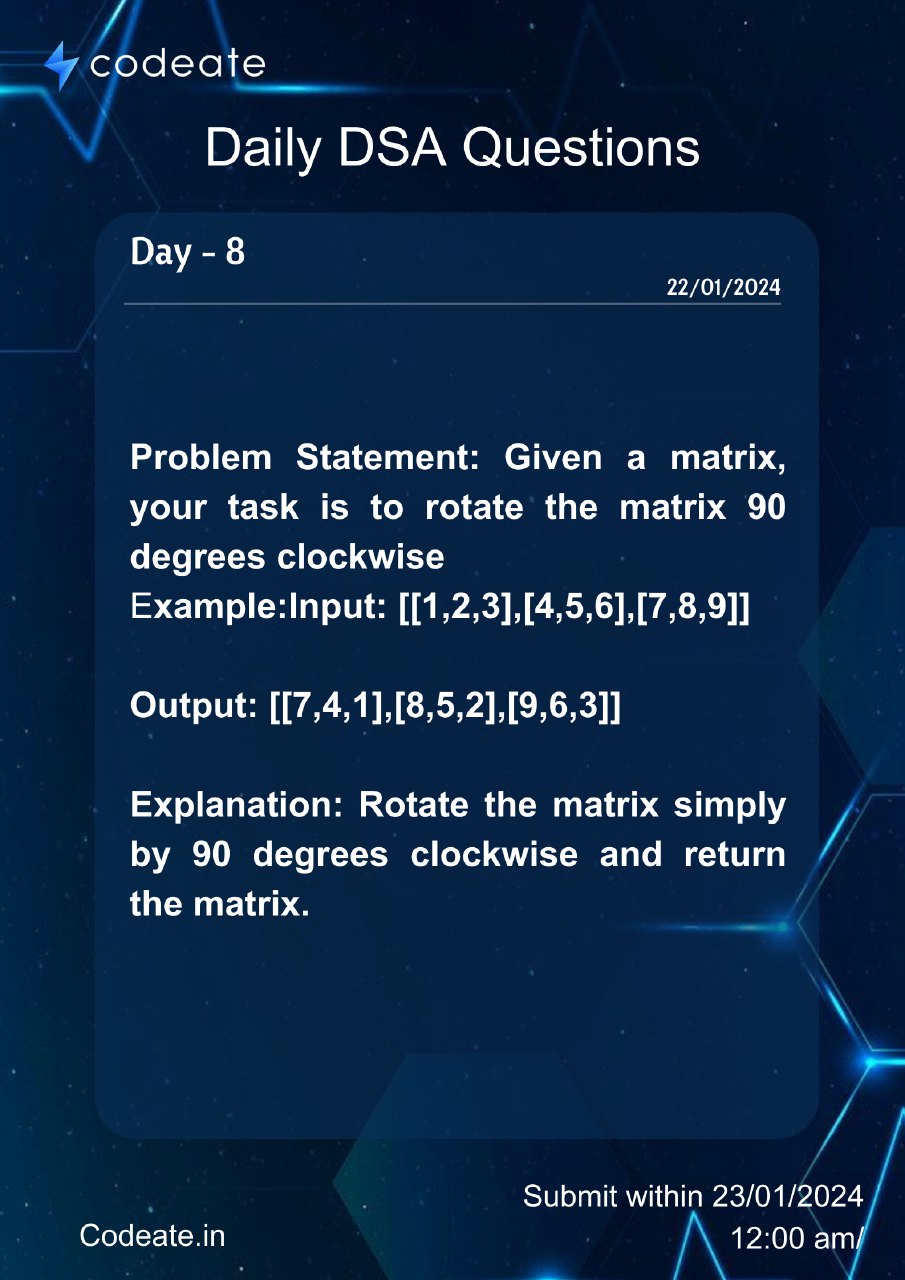 codeate
Daily DSA Questions
Day - 8
22/01/2024
Problem Statement: Given a matrix,
your task is to rotate the matrix 90
degrees clockwise
Example:Input: [[1,2,3],[4,5,6],[7,8,9]]
Output: [[7,4,1],[8,5,2],[9,6,3]]
Explanation: Rotate the matrix simply
by 90 degrees clockwise and return
the matrix.
Submit within 23/01/2024
12:00 am/
Codeate.in